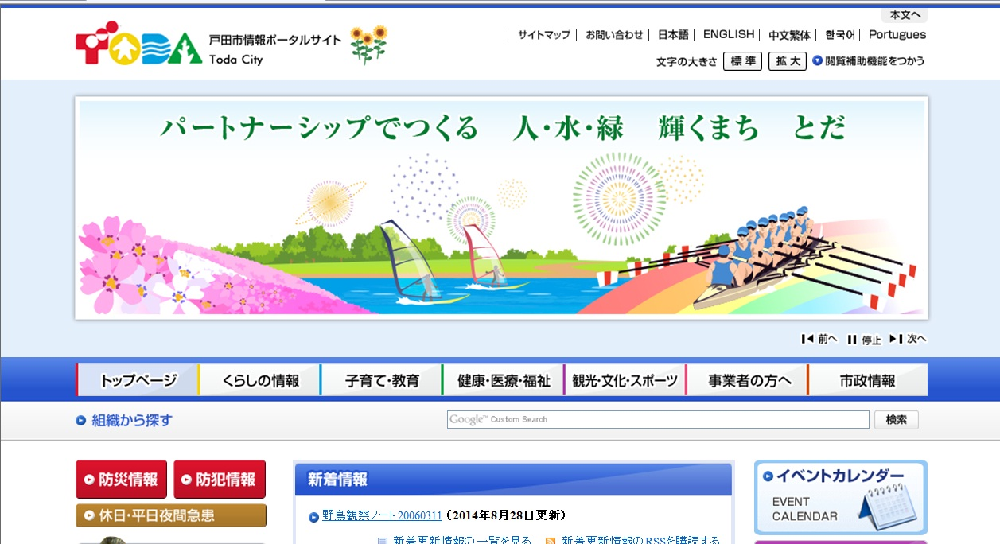 本文へ
TODA 戸田市情報ポータルサイト
Toda City
サイトマップ お問い合わせ 日本語 ENGLISH 中文繁体 한국어 Portugues
文字の大きさ 標準 拡大 閲覧補助機能をつかう
パートナーシップでつくる 人・水・緑 輝くまち とだ
前へ 停止 次へ
トップページ くらしの情報 子育て・教育 健康・医療・福祉 観光・文化・スポーツ 事業者の方へ 市政情報
組織から探す Google™ Custom Search 検索
防災情報 防犯情報 新着情報 イベントカレンダー
EVENT
CALENDAR
休日・平日夜間急患
野鳥観察ノート20060311 (2014年8月28日更新)
新着更新情報の一覧を見る 新着更新情報のRSSを購読する